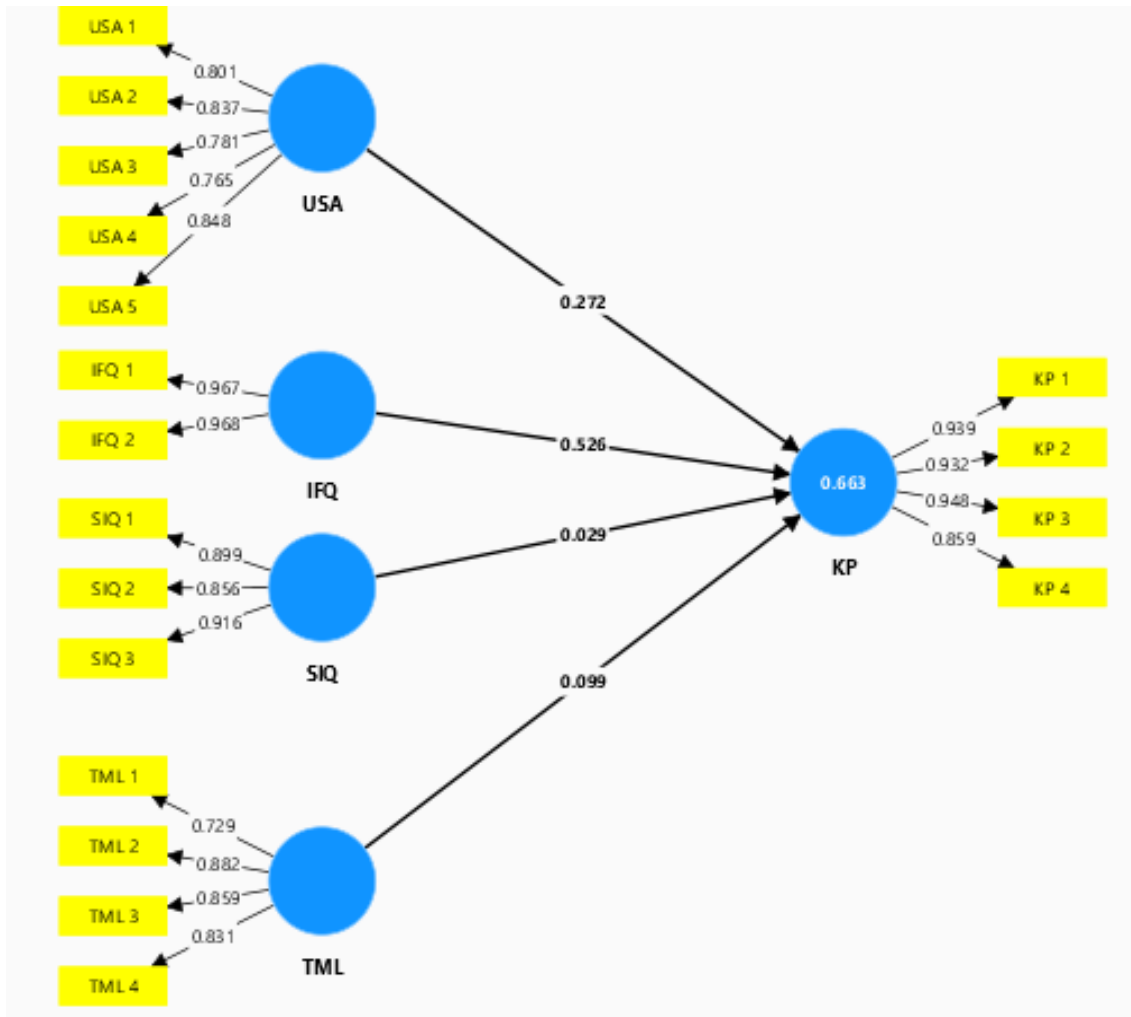 USA 1
0.801
USA 2
0.837
USA 3
0.781
USA 4
0.765
USA 5
0.848
USA
0.272
IFQ 1
0.967
IFQ 2
0.968
IFQ
0.526
SIQ 1
0.899
SIQ 2
0.856
SIQ 3
0.916
SIQ
0.029
TML 1
0.729
TML 2
0.882
TML 3
0.859
TML 4
0.831
TML
0.099
0.663
KP
KP 1
0.939
KP 2
0.932
KP 3
0.948
KP 4
0.859